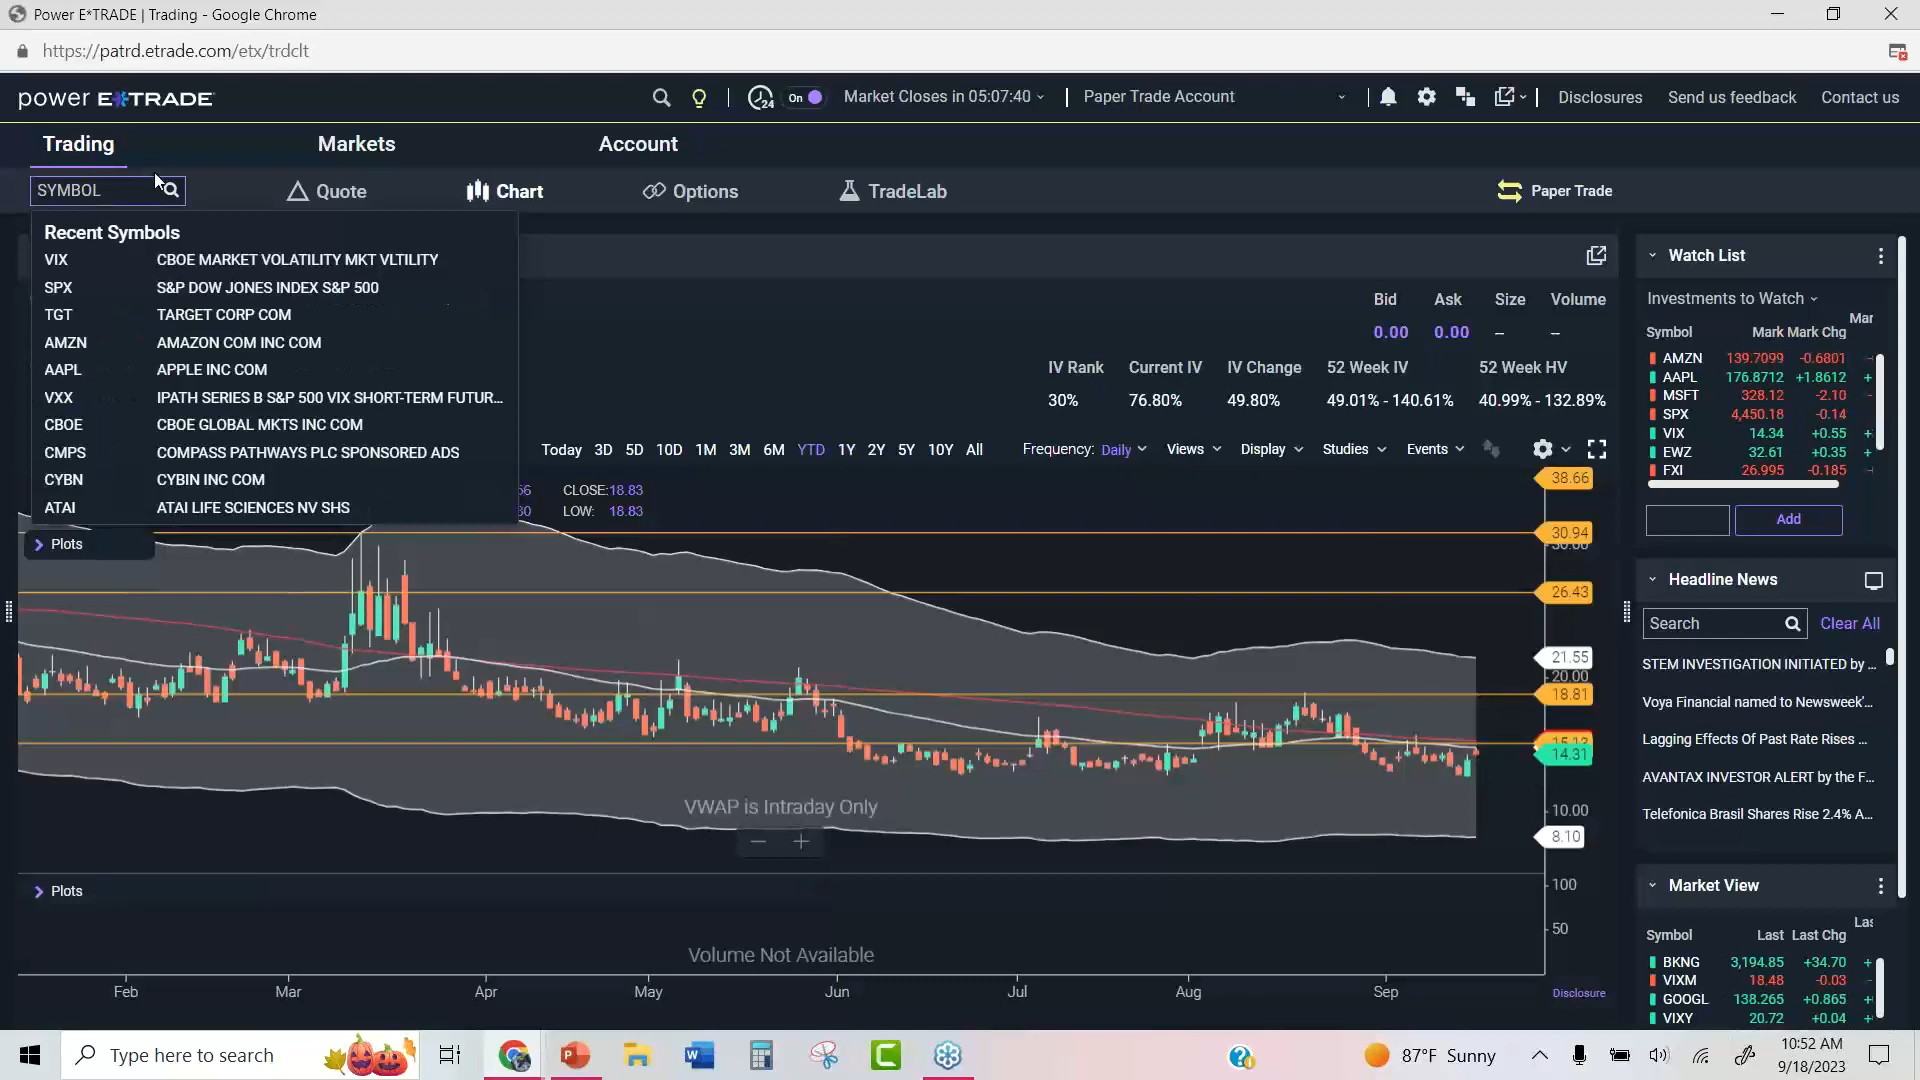 Power E*TRADE | Trading - Google Chrome
https://patrd.etrade.com/etx/trdclt
power E*TRADE
24
On
Market Closes in 05:07:40
Paper Trade Account
Disclosures
Send us feedback
Contact us
Trading
Markets
Account
SYMBOL
Quote
Chart
Options
TradeLab
Paper Trade
Recent Symbols
VIX CBOE MARKET VOLATILITY MKT VLTILITY
SPX S&P DOW JONES INDEX S&P 500
TGT TARGET CORP COM
AMZN AMAZON COM INC COM
AAPL APPLE INC COM
VXX IPATH SERIES B S&P 500 VIX SHORT-TERM FUTUR...
CBOE CBOE GLOBAL MKTS INC COM
CMPS COMPASS PATHWAYS PLC SPONSORED ADS
CYBN CYBIN INC COM
ATAI ATAI LIFE SCIENCES NV SHS
Bid Ask Size Volume
0.00 0.00 -- --
IV Rank Current IV IV Change 52 Week IV 52 Week HV
30% 76.80% 49.80% 49.01% - 140.61% 40.99% - 132.89%
Today 3D 5D 10D 1M 3M 6M YTD 1Y 2Y 5Y 10Y All
Frequency: Daily Views Display Studies Events
66 CLOSE:18.83
30 LOW: 18.83
Plots
38.66
30.94
30.00
26.43
21.55
20.00
18.81
15.13
14.31
10.00
8.10
VWAP is Intraday Only
Plots
100
50
Volume Not Available
Feb Mar Apr May Jun Jul Aug Sep
Disclosure
Watch List
Investments to Watch
Mar
Symbol Mark Mark Chg
AMZN 139.7099 -0.6801 -
AAPL 176.8712 +1.8612 +
MSFT 328.12 -2.10 -
SPX 4,450.18 -0.14 -
VIX 14.34 +0.55 +
EWZ 32.61 +0.35 +
FXI 26.995 -0.185 -
Add
Headline News
Search
Clear All
STEM INVESTIGATION INITIATED by ...
Voya Financial named to Newsweek'...
Lagging Effects Of Past Rate Rises ...
AVANTAX INVESTOR ALERT by the F...
Telefonica Brasil Shares Rise 2.4% A...
Market View
Las
Symbol Last Last Chg
BKNG 3,194.85 +34.70 +
VIXM 18.48 -0.03 -
GOOGL 138.265 +0.865 +
VIXY 20.72 +0.04 +
Type here to search
87°F Sunny
10:52 AM
9/18/2023